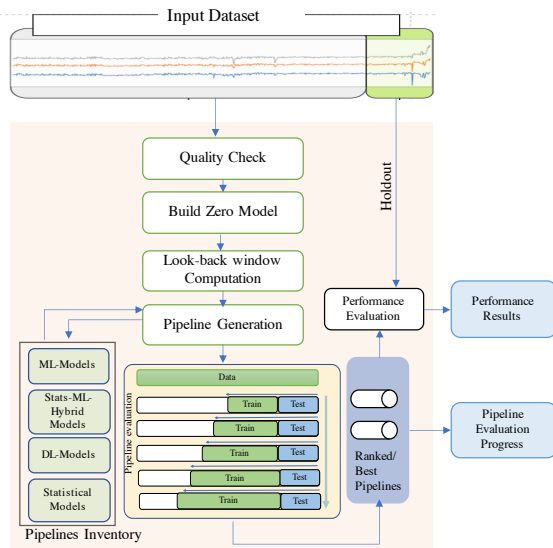 Input Dataset
Quality Check
Build Zero Model
Look-back window
Computation
Pipeline Generation
Holdout
Performance
Evaluation
Performance
Results
ML-Models
Stats-ML-
Hybrid
Models
DL-Models
Statistical
Models
Pipelines Inventory
Pipeline evaluation
Data
Train Test
Train Test
Train Test
Train Test
Train Test
Ranked/
Best
Pipelines
Pipeline
Evaluation
Progress